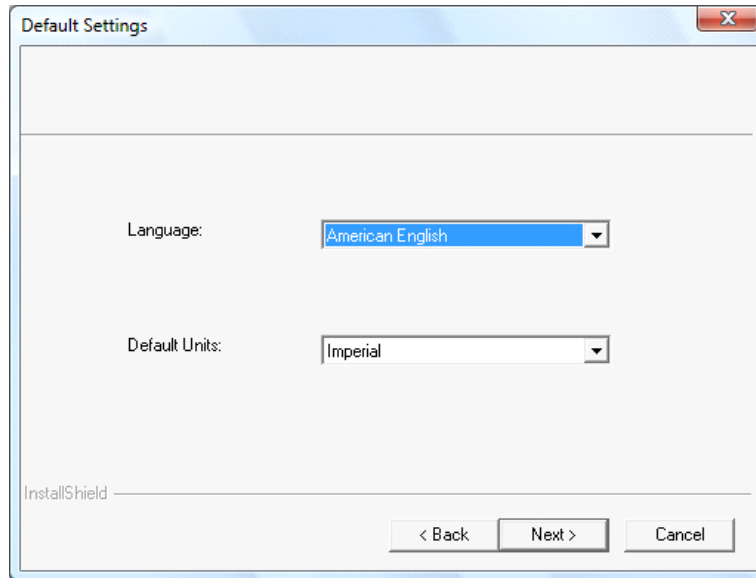 Default Settings
Language:
American English
Default Units:
Imperial
InstallShield
< Back
Next >
Cancel